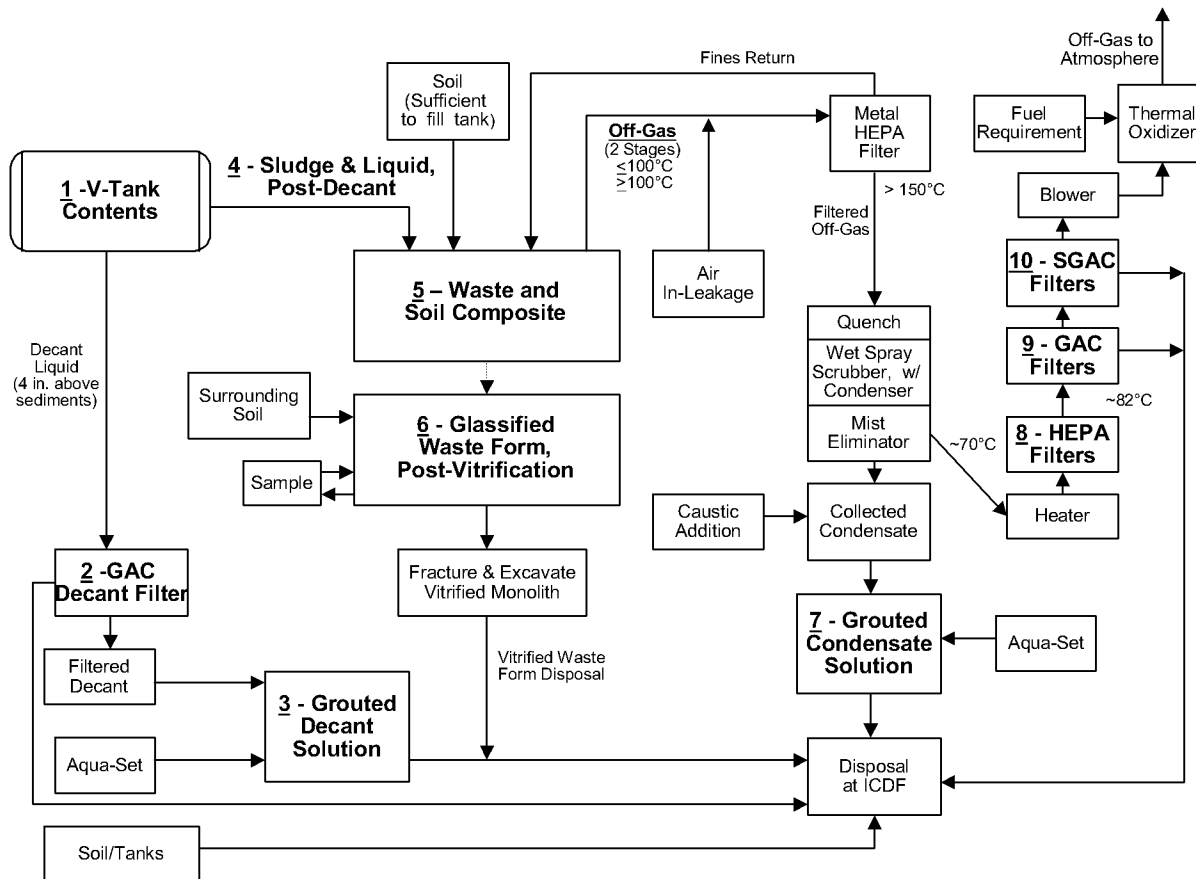 Off-Gas to
Atmosphere
Fines Return
Soil
(Sufficient
to fill tank)
Off-Gas
(2 Stages)
≤100°C
≥100°C
Metal
HEPA
Filter
Fuel
Requirement
Thermal
Oxidizer
4 - Sludge & Liquid,
Post-Decant
1 -V-Tank
Contents
> 150°C
Blower
Filtered
Off-Gas
10 - SGAC
Filters
Air
In-Leakage
5 – Waste and
Soil Composite
Quench
9 - GAC
Filters
Decant
Liquid
(4 in. above
sediments)
Wet Spray
Scrubber, w/
Condenser
Surrounding
Soil
~82°C
6 - Glassified
Waste Form,
Post-Vitrification
Mist
Eliminator
~70°C
8 - HEPA
Filters
Sample
Caustic
Addition
Collected
Condensate
Heater
2 -GAC
Decant Filter
Fracture & Excavate
Vitrified Monolith
7 - Grouted
Condensate
Solution
Aqua-Set
Filtered
Decant
Vitrified Waste
Form Disposal
3 - Grouted
Decant
Solution
Aqua-Set
Disposal
at ICDF
Soil/Tanks